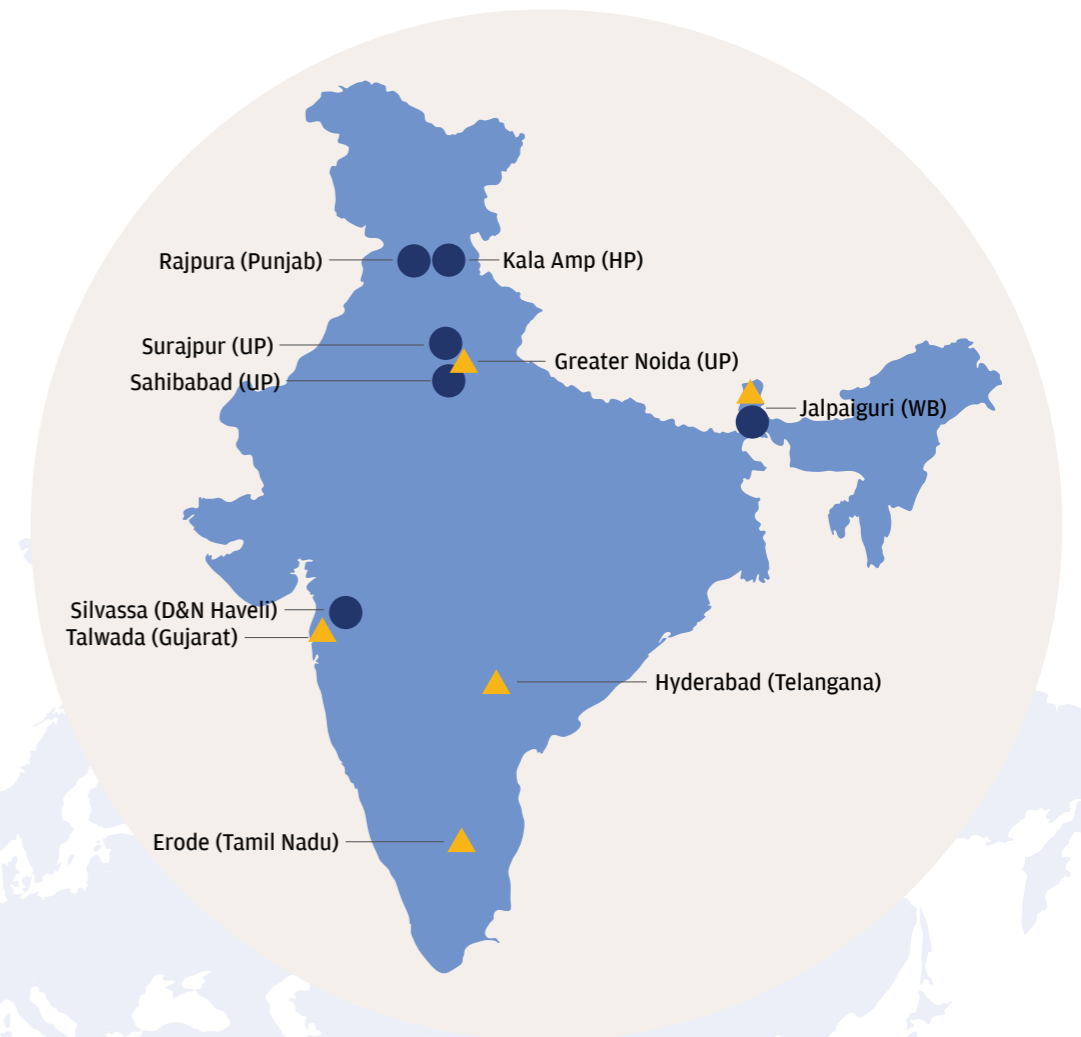 Rajpura (Punjab)
Kala Amp (HP)
Surajpur (UP)
Greater Noida (UP)
Sahibabad (UP)
Jalpaiguri (WB)
Silvassa (D&N Haveli)
Talwada (Gujarat)
Hyderabad (Telangana)
Erode (Tamil Nadu)